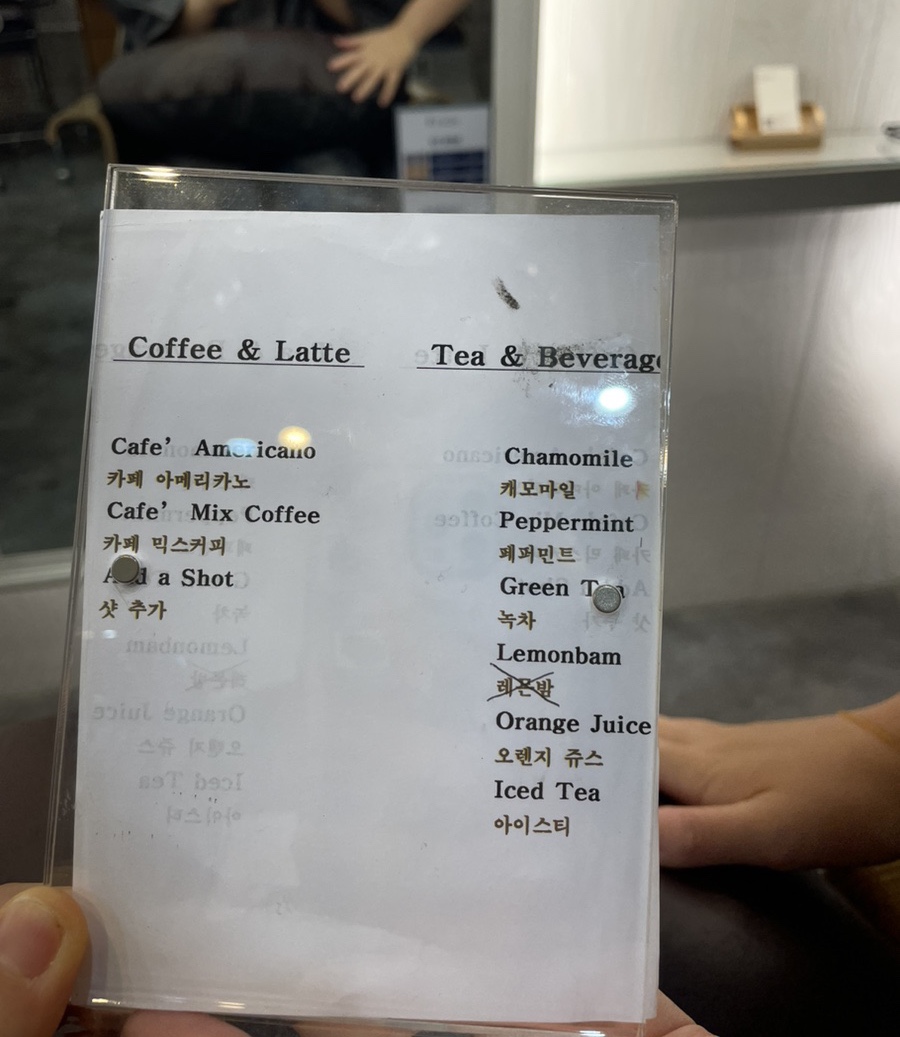 Coffee & Latte
Cafe’ Americano
카페 아메리카노
Cafe’ Mix Coffee
카페 믹스커피
Add a Shot
샷 추가
Tea & Beverage
Chamomile
캐모마일
Peppermint
페퍼민트
Green Tea
녹차
Lemonbam
레몬밤
Orange Juice
오렌지 쥬스
Iced Tea
아이스티